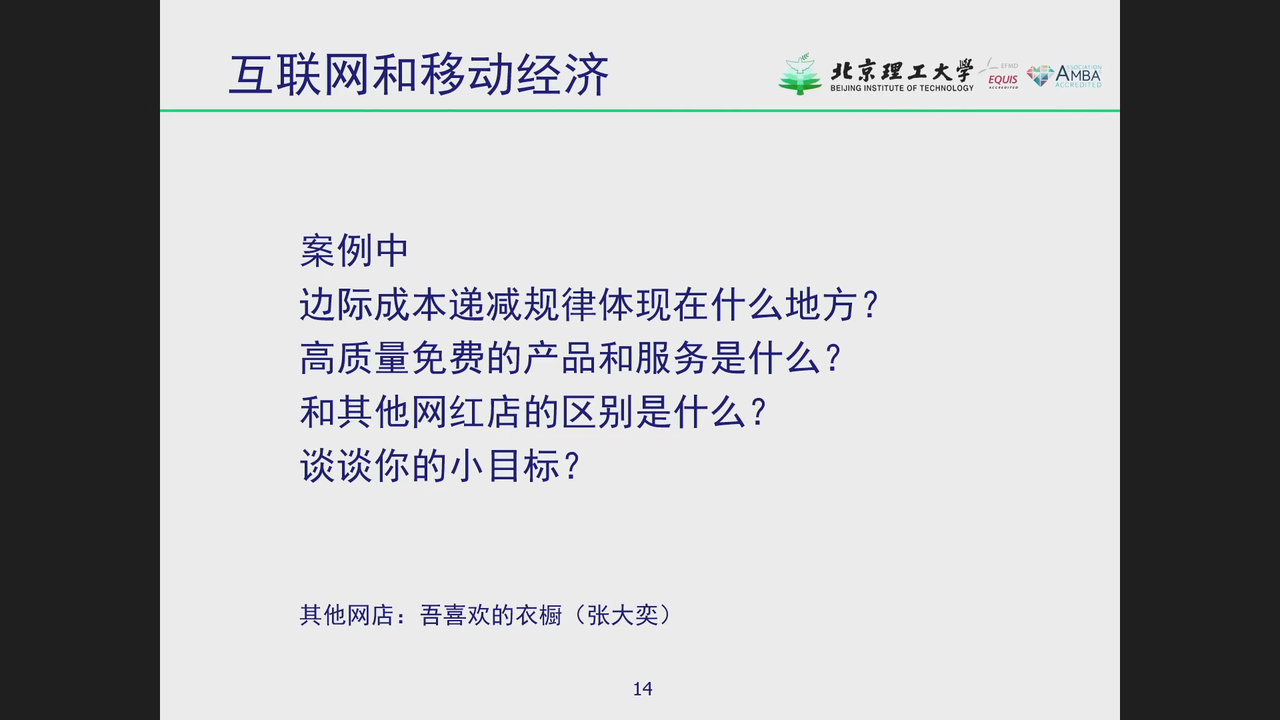 互联网和移动经济
北京理工大学
BEIJING INSTITUTE OF TECHNOLOGY
EFMD
EQUIS
ACCREDITED
ASSOCIATION
AMBA
ACCREDITED
案例中
边际成本递减规律体现在什么地方？
高质量免费的产品和服务是什么？
和其他网红店的区别是什么？
谈谈你的小目标？
其他网店：吾喜欢的衣橱（张大奕）
14